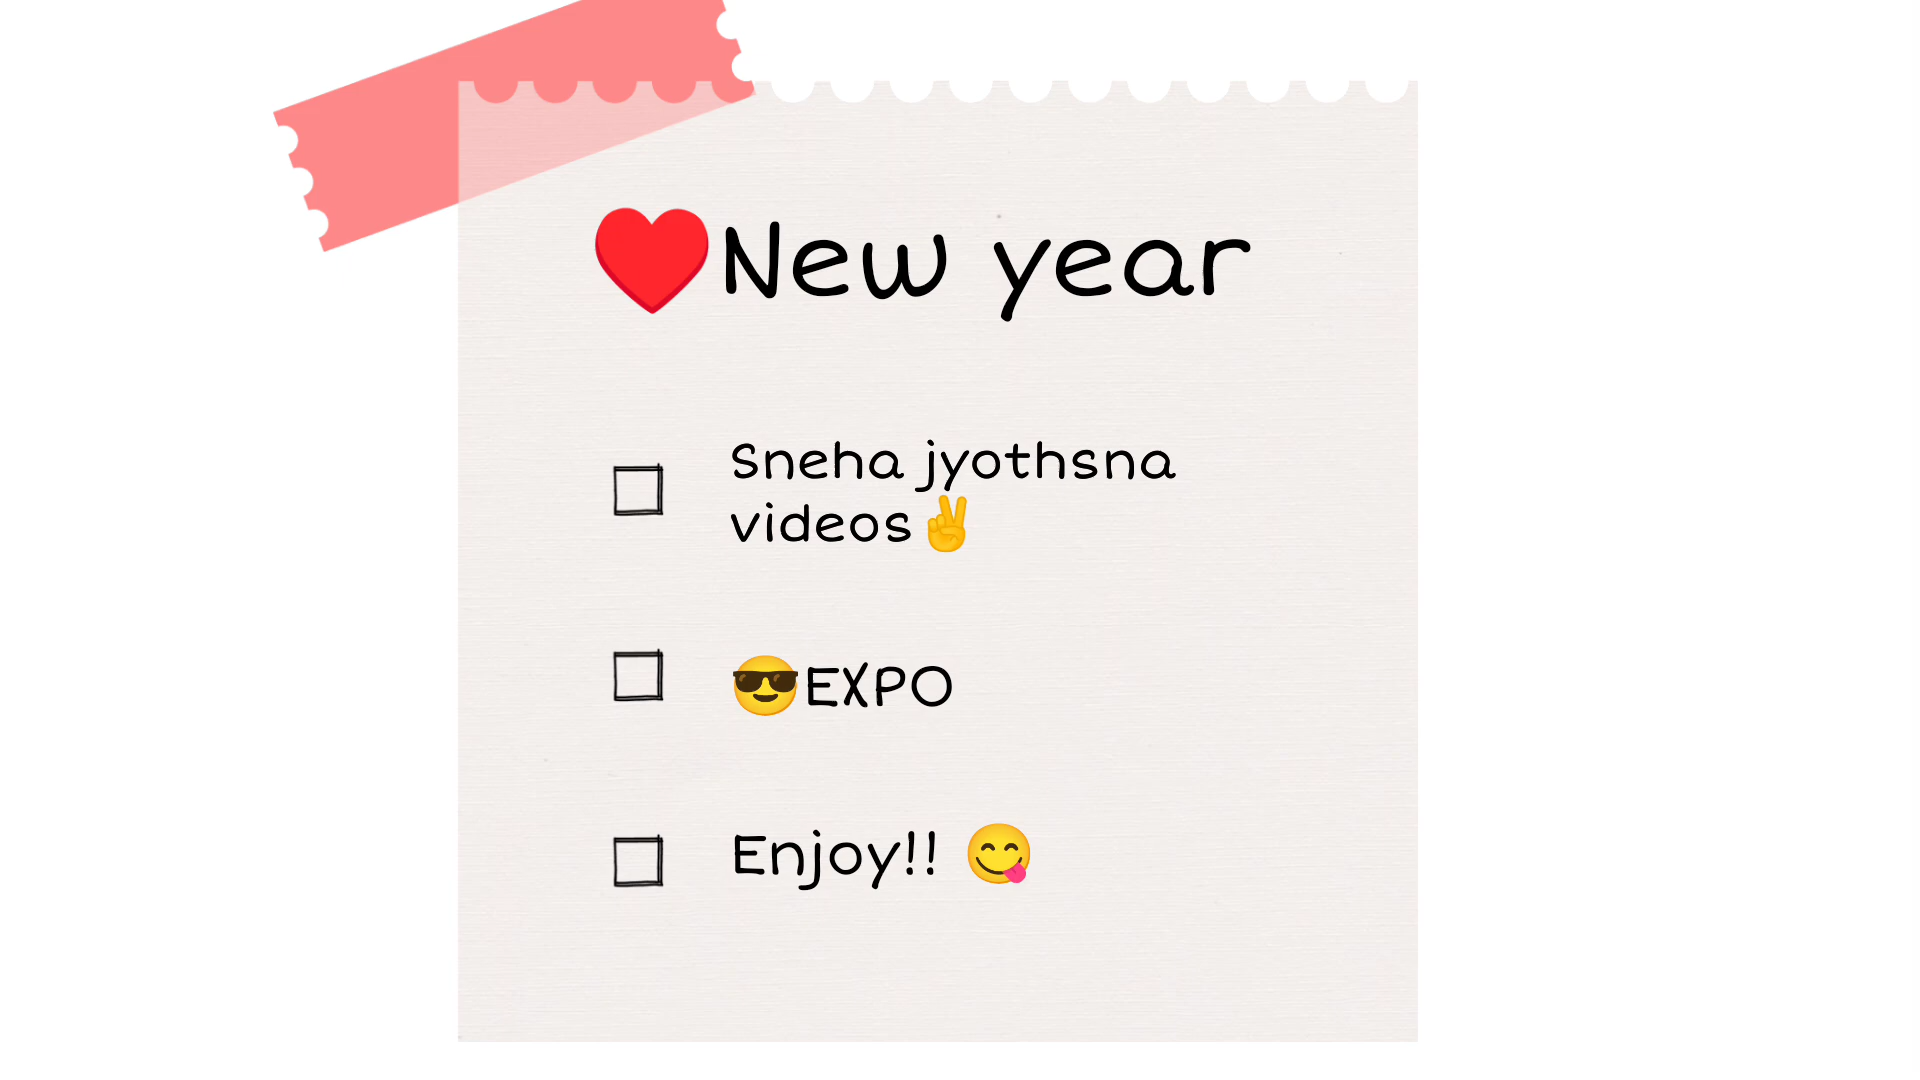 ❤️New year
Sneha jyothsna
videos✌️
😎EXPO
Enjoy!! 😋